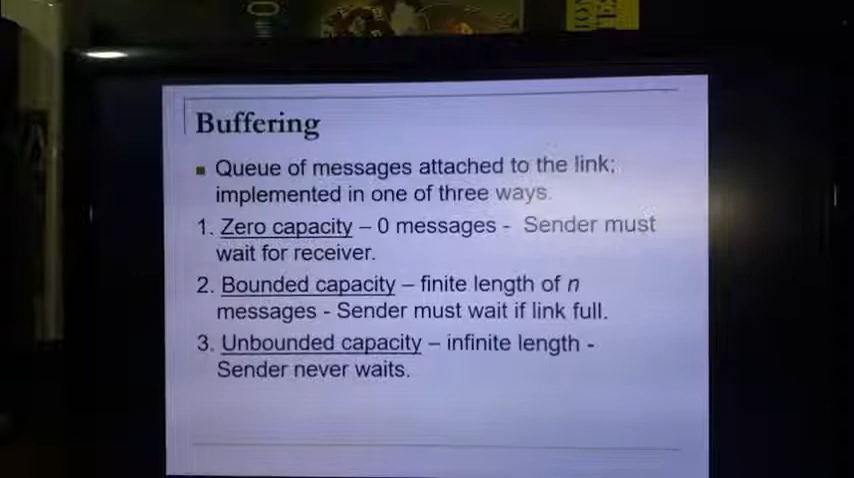 Buffering
■ Queue of messages attached to the link;
implemented in one of three ways.
1. Zero capacity – 0 messages - Sender must
wait for receiver.
2. Bounded capacity – finite length of n
messages - Sender must wait if link full.
3. Unbounded capacity – infinite length -
Sender never waits.